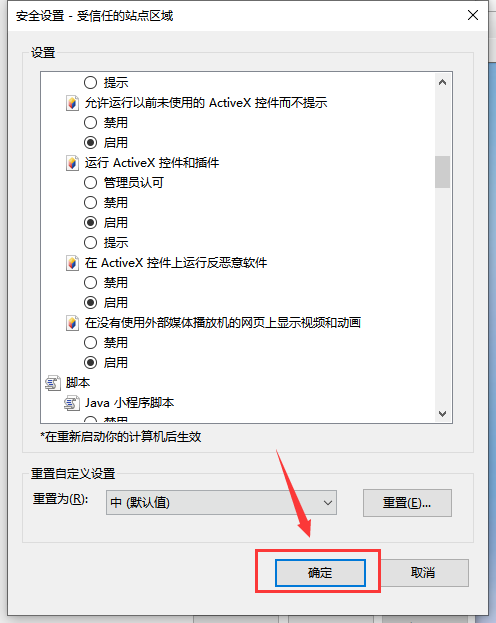 安全设置 - 受信任的站点区域
设置
提示
允许运行以前未使用的 ActiveX 控件而不提示
禁用
启用
运行 ActiveX 控件和插件
管理员认可
禁用
启用
提示
在 ActiveX 控件上运行反恶意软件
禁用
启用
在没有使用外部媒体播放机的网页上显示视频和动画
禁用
启用
脚本
Java 小程序脚本
禁用
*在重新启动你的计算机后生效
重置自定义设置
重置为(R): 中 (默认值) 重置(E)...
确定 取消